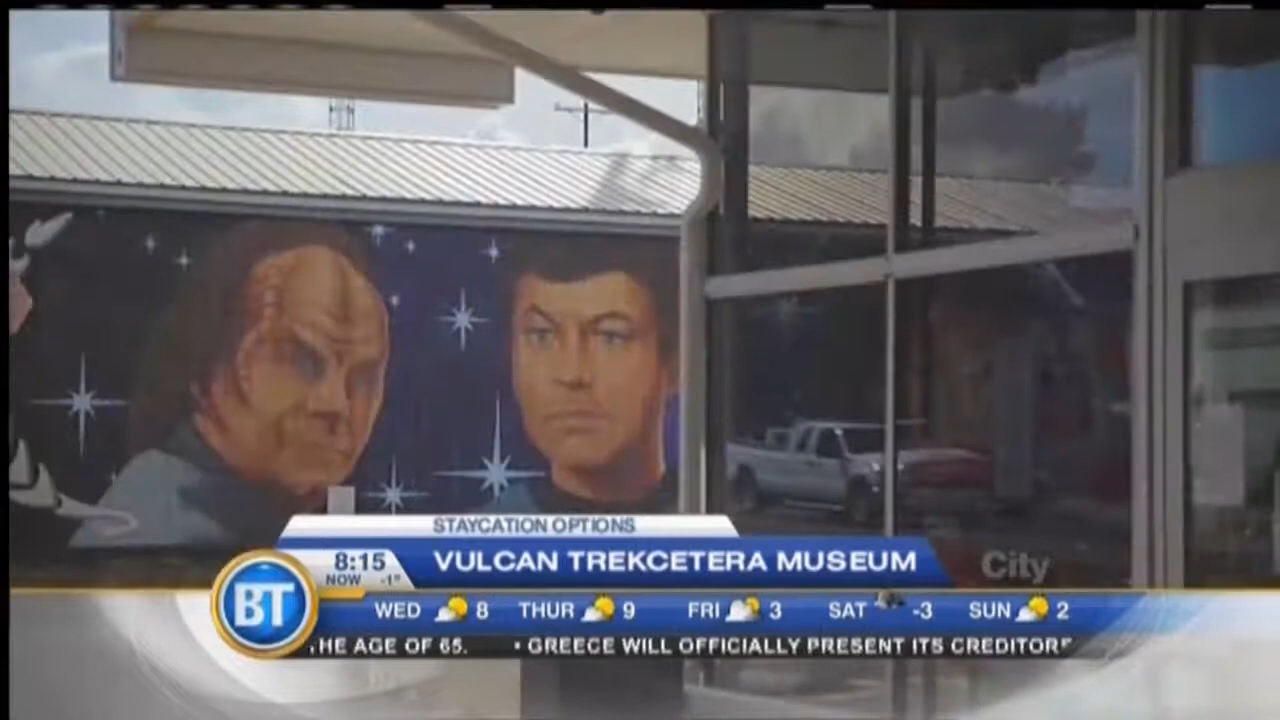 STAYCATION OPTIONS
8:15
NOW -1°
VULCAN TREKCETERA MUSEUM
City
BT
WED 8 THUR 9 FRI 3 SAT -3 SUN 2
HE AGE OF 65. • GREECE WILL OFFICIALLY PRESENT ITS CREDITORS